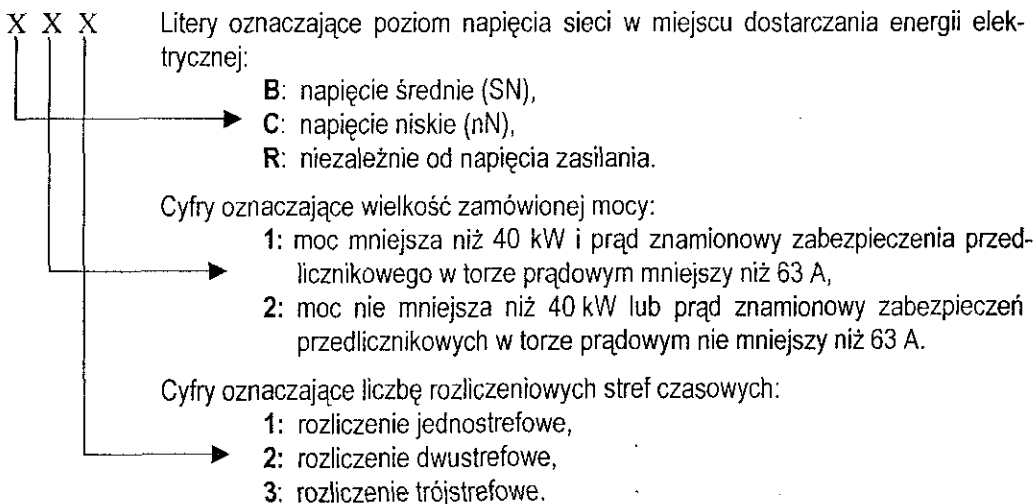 X X X Litery oznaczające poziom napięcia sieci w miejscu dostarczania energii elek-
trycznej:
B: napięcie średnie (SN),
C: napięcie niskie (nN),
R: niezależnie od napięcia zasilania.
Cyfry oznaczające wielkość zamówionej mocy:
1: moc mniejsza niż 40 kW i prąd znamionowy zabezpieczenia przed-
licznikowego w torze prądowym mniejszy niż 63 A,
2: moc nie mniejsza niż 40 kW lub prąd znamionowy zabezpieczeń
przedlicznikowych w torze prądowym nie mniejszy niż 63 A.
Cyfry oznaczające liczbę rozliczeniowych stref czasowych:
1: rozliczenie jednostrefowe,
2: rozliczenie dwustrefowe,
3: rozliczenie trójstrefowe.